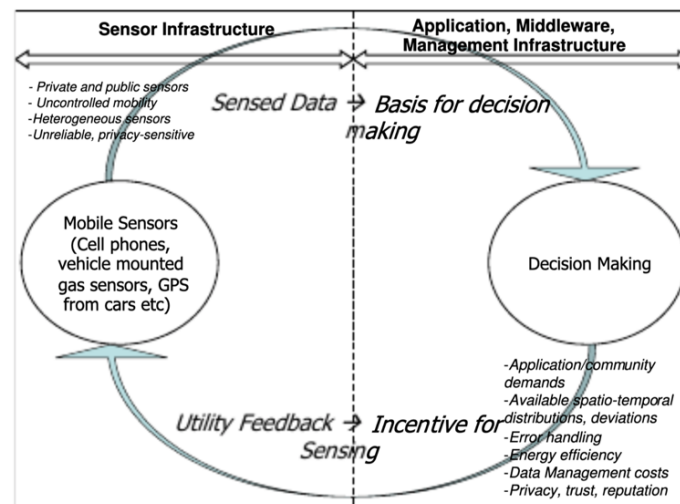 Sensor Infrastructure
Application, Middleware,
Management Infrastructure
- Private and public sensors
- Uncontrolled mobility
-Heterogeneous sensors
-Unreliable, privacy-sensitive
Sensed Data → Basis for decision
making
Mobile Sensors
(Cell phones,
vehicle mounted
gas sensors, GPS
from cars etc)
Decision Making
Utility Feedback → Incentive for
Sensing
-Application/community
demands
-Available spatio-temporal
distributions, deviations
-Error handling
-Energy efficiency
-Data Management costs
-Privacy, trust, reputation